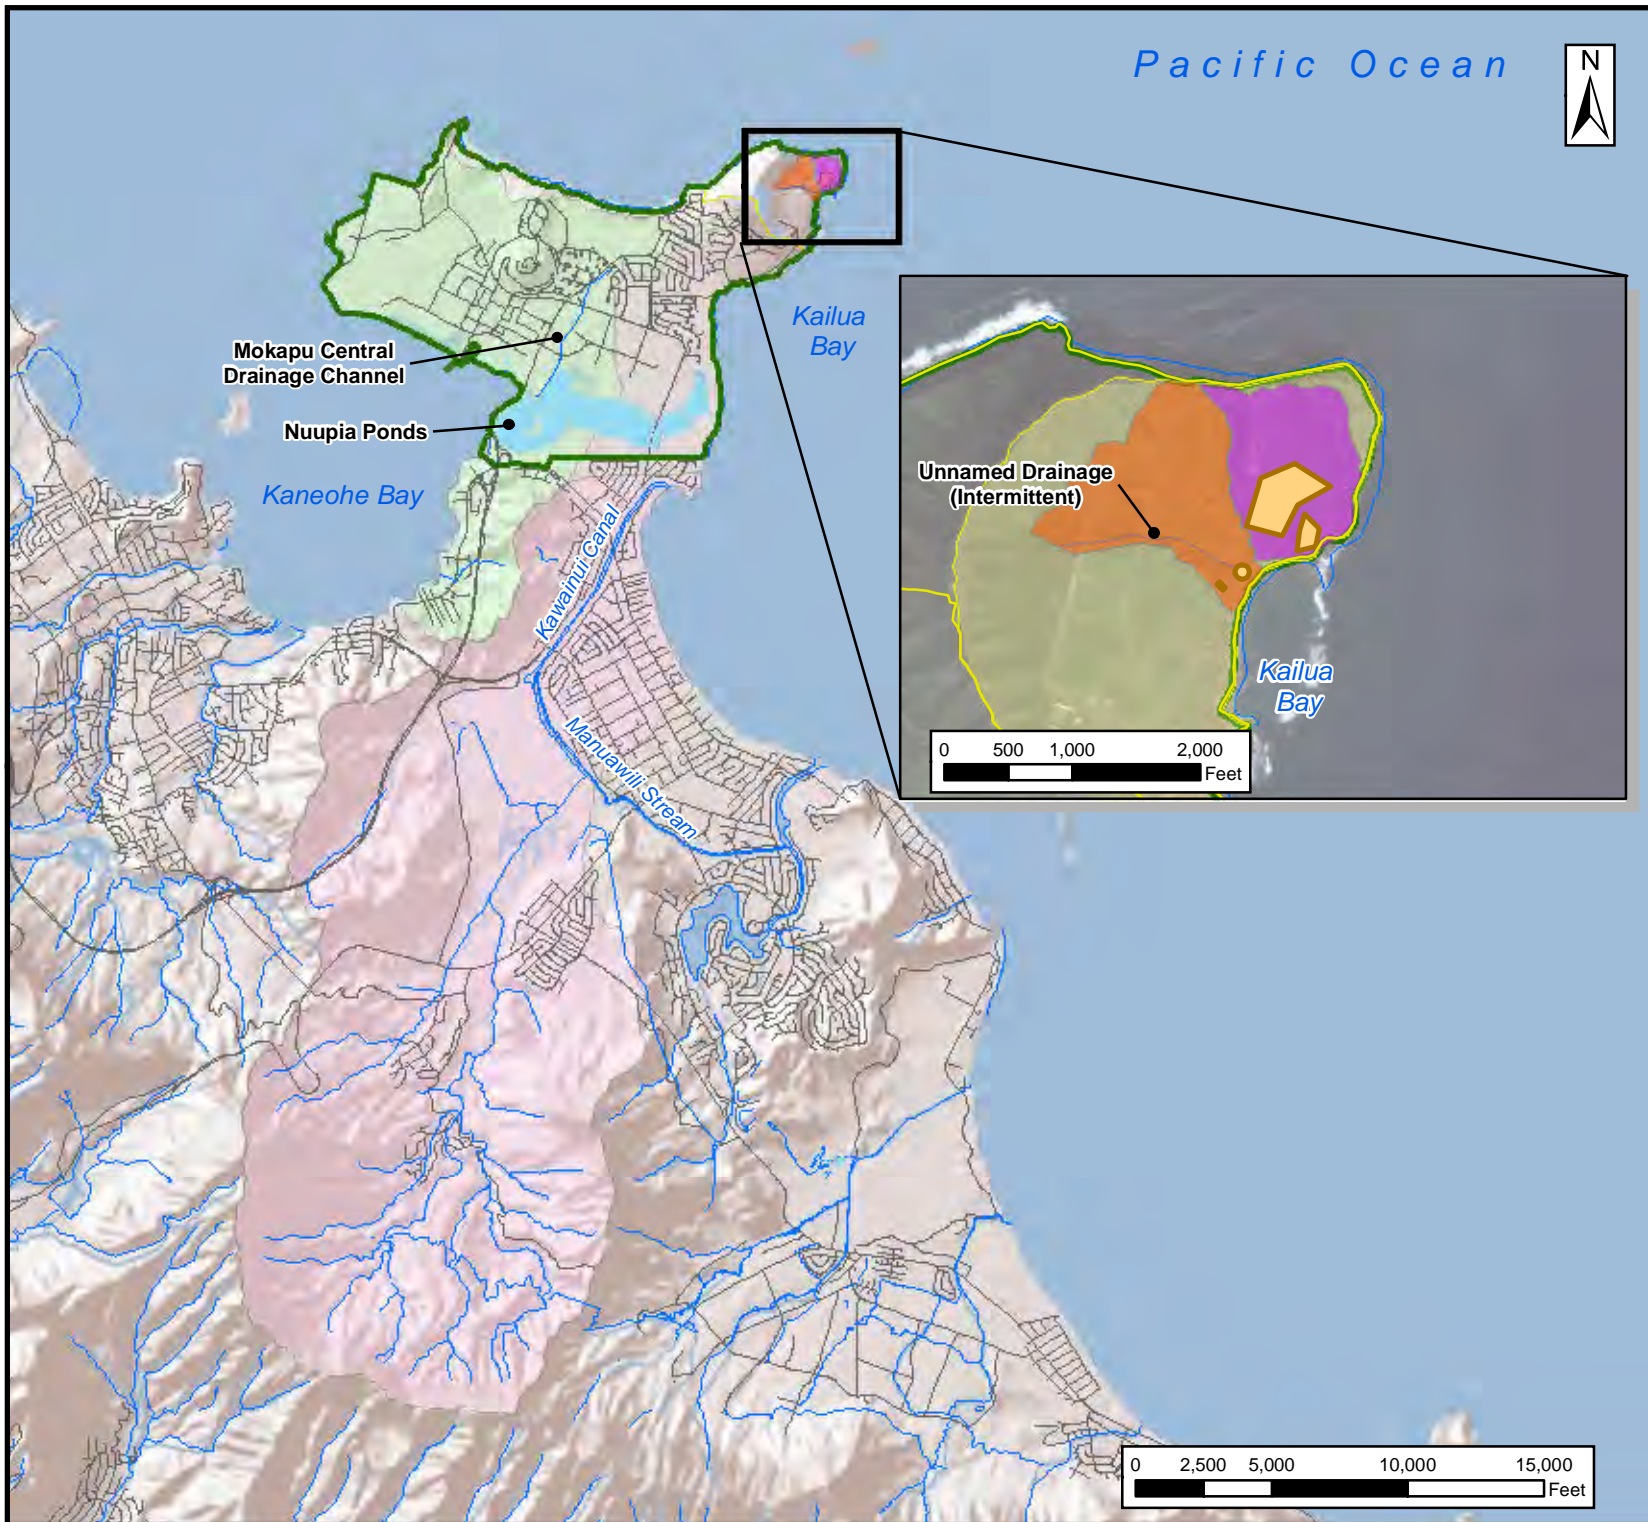 Pacific Ocean
N
Kailua
Bay
Mokapu Central
Drainage Channel
Nuupia Ponds
Kaneohe Bay
Unnamed Drainage
(Intermittent)
Kailua
Bay
0 500 1,000 2,000
Feet
Kawainui Canal
Manuawili Stream
0 2,500 5,000 10,000 15,000
Feet